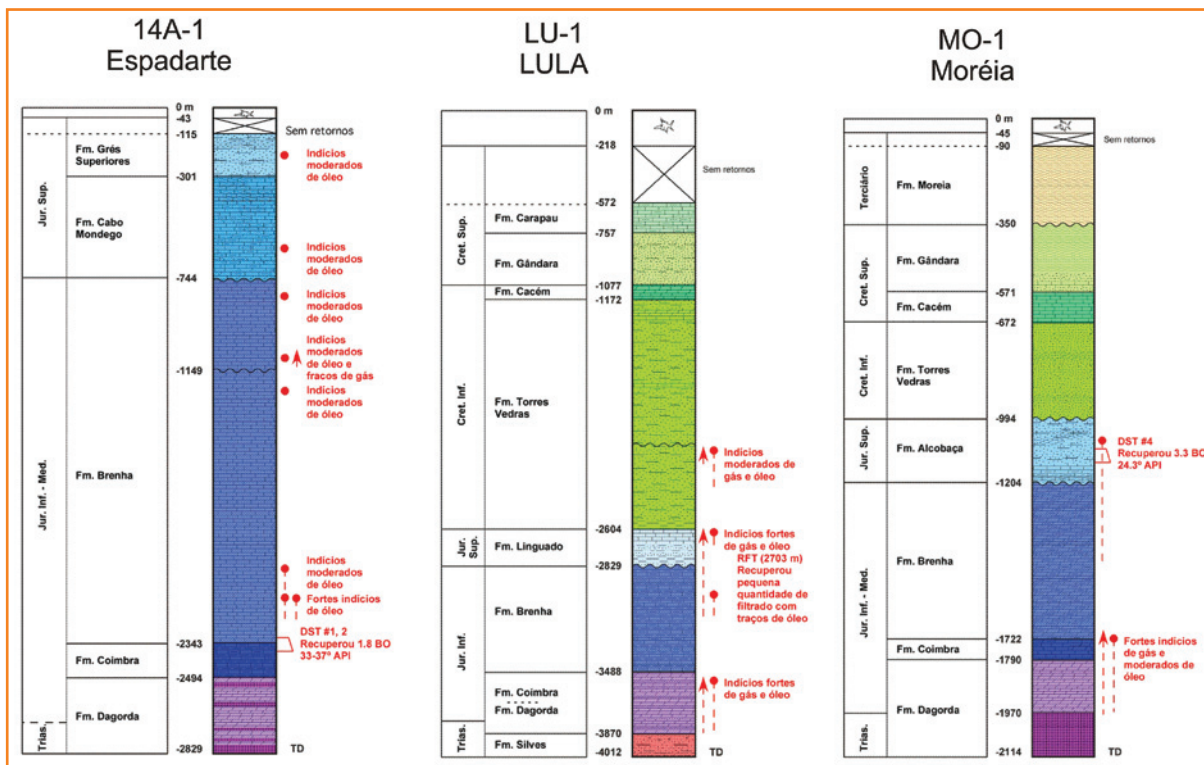 14A-1
Espadarte
0 m
-43
-115
Sem retornos
Jur. Sup.
Fm. Grés
Superiores
Indícios
moderados
de óleo
-301
Fm. Cabo
Mondego
Indícios
moderados
de óleo
-744
Indícios
moderados
de óleo
Indícios
moderados
de óleo e
fracos de gás
-1149
Indícios
moderados
de óleo
Jur. Inf. - Med.
Fm. Brenha
Indícios
moderados
de óleo
Fortes indícios
de óleo
DST #1, 2
Recuperou 1.8 BO
33-37º API
-2343
Fm. Coimbra
-2494
Fm. Dagorda
Trias.
-2829
TD
LU-1
LULA
0 m
-218
Sem retornos
-572
Cret. Sup.
Fm. Carapau
-757
Fm. Gândara
-1077
Fm. Cacém
-1172
Cret. Inf.
Fm. Torres
Vedras
Indícios
moderados de
gás e óleo
-2604
Jur.
Sup.
Fm. Linguado
Indícios fortes
de gás e óleo
RFT (2703 m)
Recuperou
pequena
quantidade de
filtrado com
traços de óleo
-2829
Jur. Inf.
Fm. Brenha
-3488
Fm. Coimbra
Fm. Dagorda
Indícios fortes
de gás e óleo
-3870
Trias.
Fm. Silves
-4012
TD
MO-1
Moréia
0 m
-45
-90
Sem retornos
Terciário
Fm. Moreia
-350
Cret. Sup.
Fm. Gândara
-571
Fm. Cacém
-672
Cret. Inf.
Fm. Torres
Vedras
-994
Jur. Sup.
Fm. Alcobaça
DST #4
Recuperou 3.3 BO
24.3º API
-1204
Jur. Inf. - Med.
Fm. Brenha
-1722
Fm. Coimbra
-1790
Fortes indícios
de gás e
moderados de
óleo
Fm. Dagorda
-1970
Trias.
-2114
TD